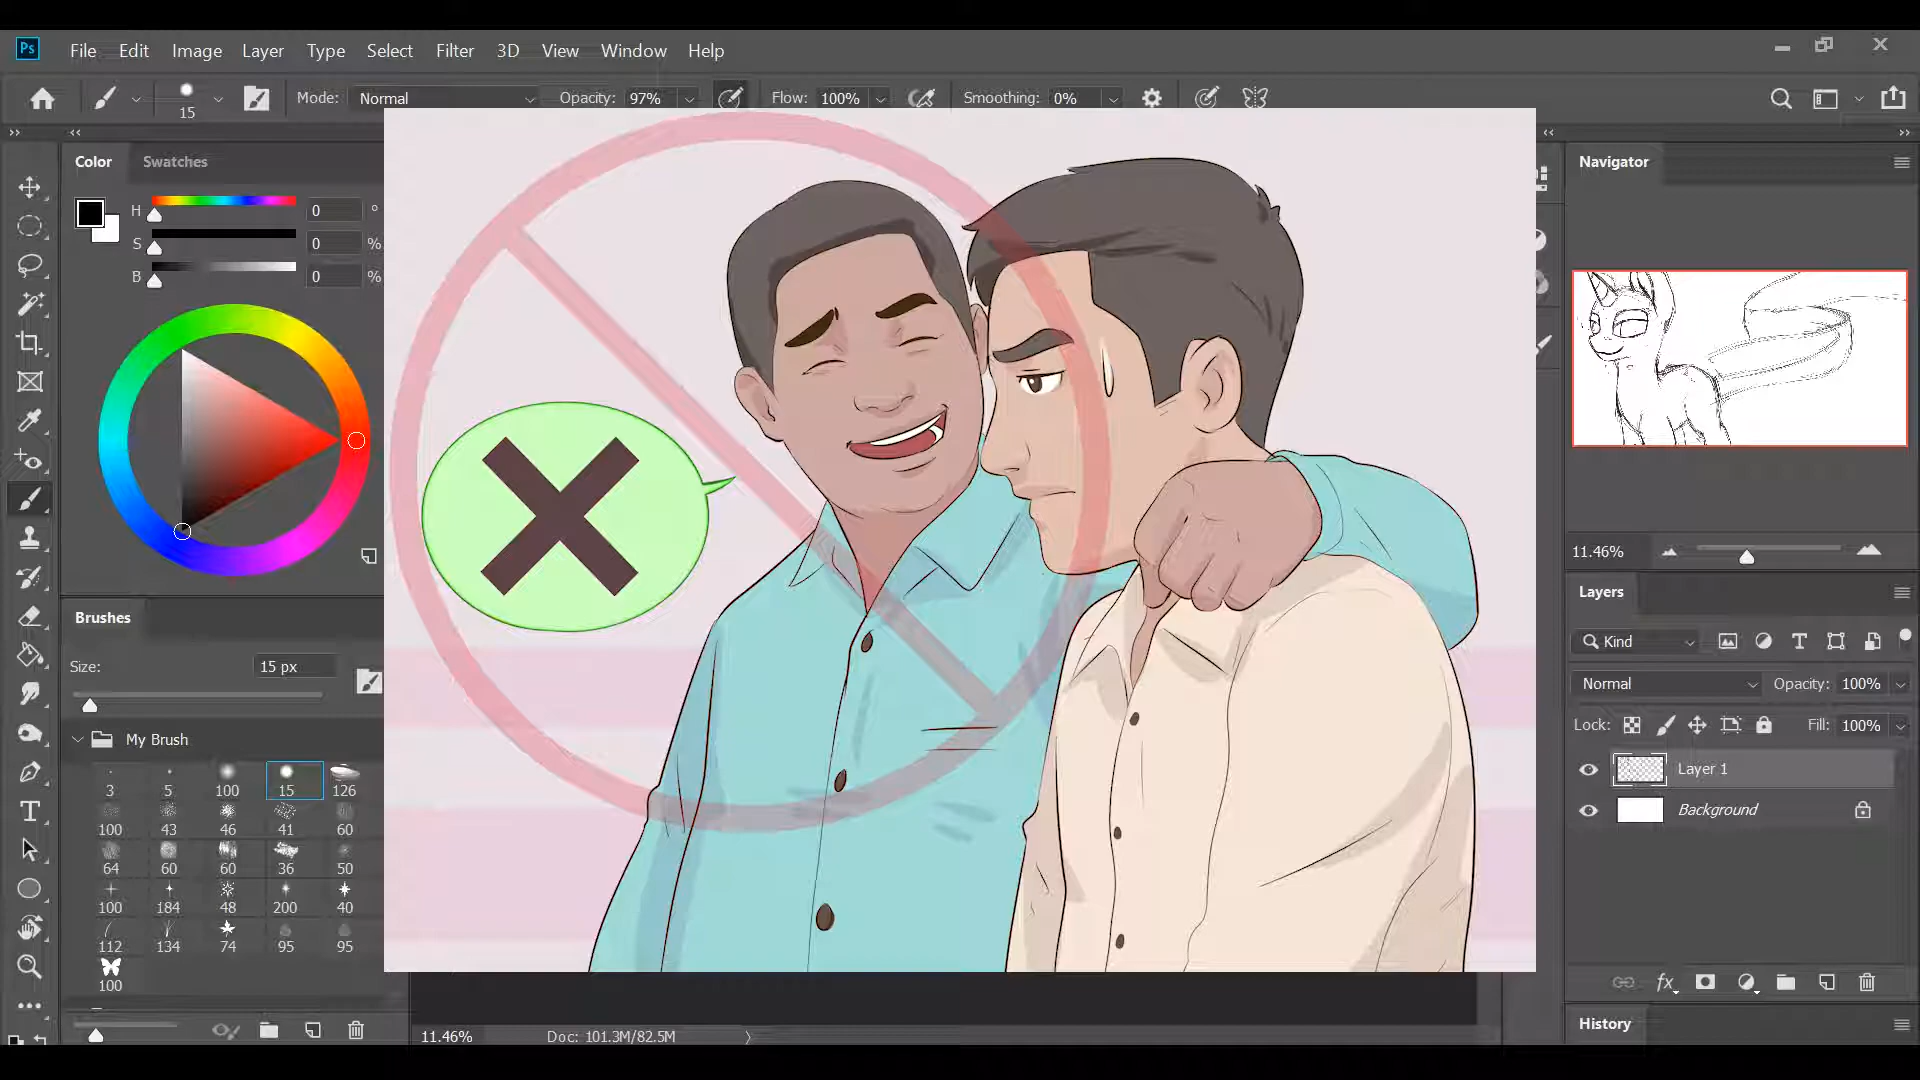 Ps File Edit Image Layer Type Select Filter 3D View Window Help
15 Mode: Normal Opacity: 97% Flow: 100% Smoothing: 0%
Color Swatches
H 0 °
S 0 %
B 0 %
Brushes
Size: 15 px
My Brush
3 5 100 15 126
100 43 46 41 60
64 60 60 36 50
100 184 48 200 40
112 134 74 95 95
100
11.46% Doc: 101.3M/82.5M
Navigator
11.46%
Layers
Kind
Normal Opacity: 100%
Lock: Fill: 100%
Layer 1
Background
fx
History